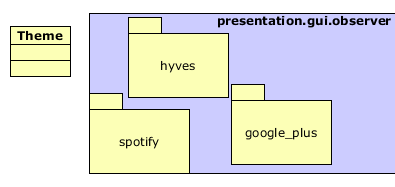 presentation.gui.observer
Theme
hyves
google_plus
spotify